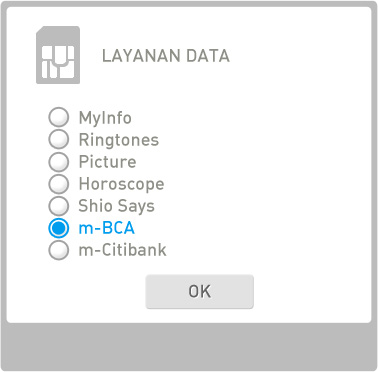 LAYANAN DATA
MyInfo
Ringtones
Picture
Horoscope
Shio Says
m-BCA
m-Citibank
OK